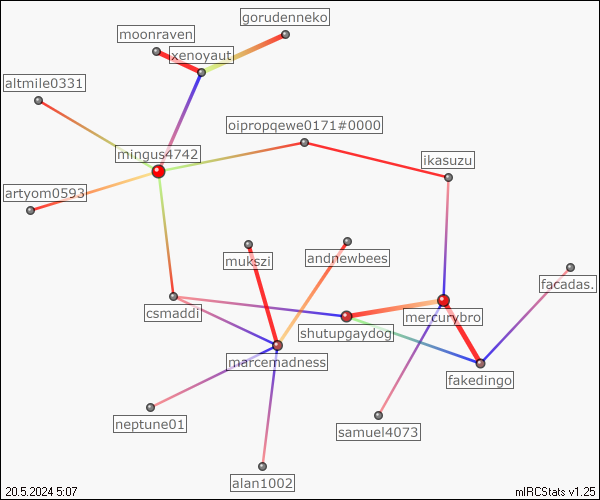 gorudenneko
moonraven
xenoyaut
altmile0331
oipropqewe0171#0000
mingus4742
ikasuzu
artyom0593
mukszi
andnewbees
facadas.
csmaddi
mercurybro
shutupgaydog
marcemadness
fakedingo
neptune01
samuel4073
alan1002
20.5.2024 5:07
mIRCStats v1.25